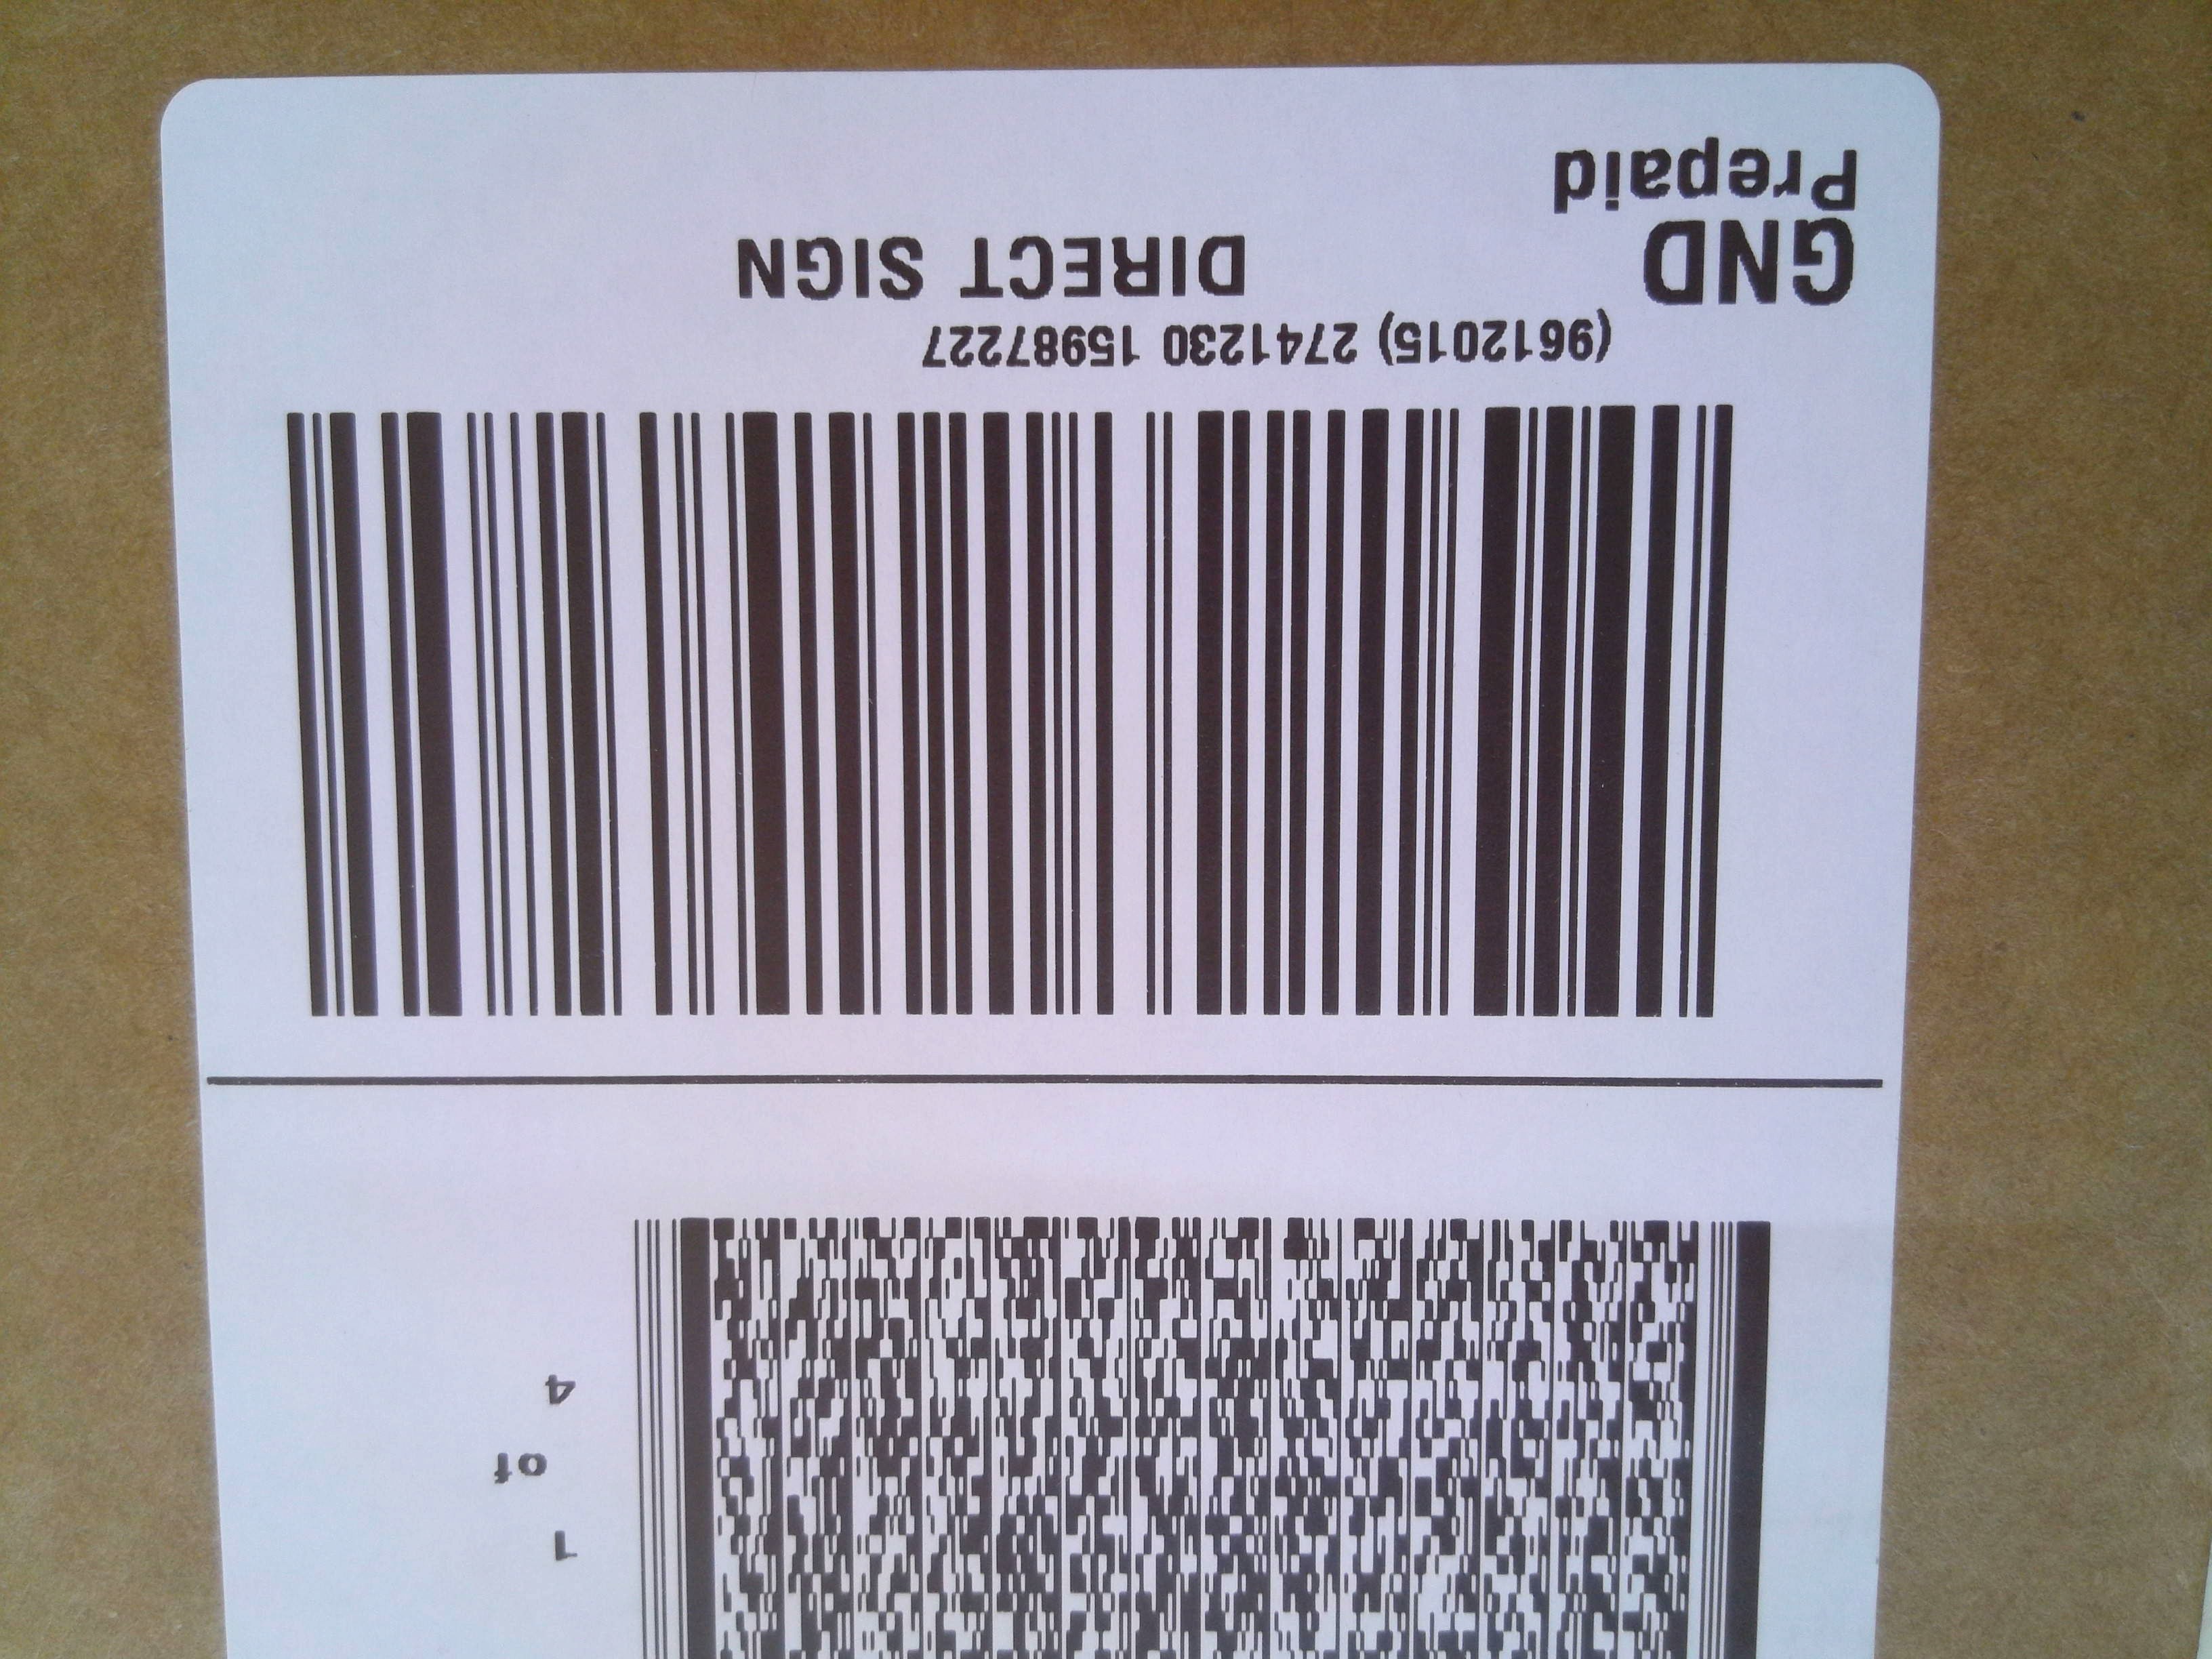 1 of 4
(9612015) 2741230 15987227
GND DIRECT SIGN
Prepaid